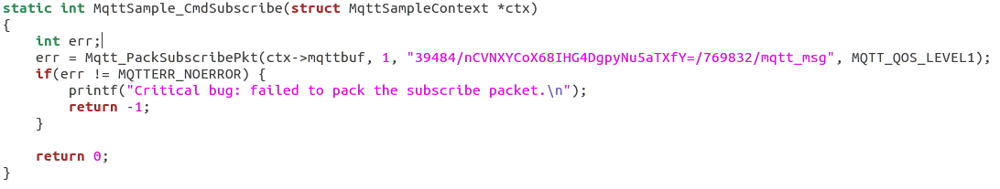 static int MqttSample_CmdSubscribe(struct MqttSampleContext *ctx)
{
    int err;
    err = Mqtt_PackSubscribePkt(ctx->mqttbuf, 1, "39484/nCVNXYCoX68IHG4DgpyNu5aTXfY=/769832/mqtt_msg", MQTT_QOS_LEVEL1);
    if(err != MQTTERR_NOERROR) {
        printf("Critical bug: failed to pack the subscribe packet.\n");
        return -1;
    }

    return 0;
}